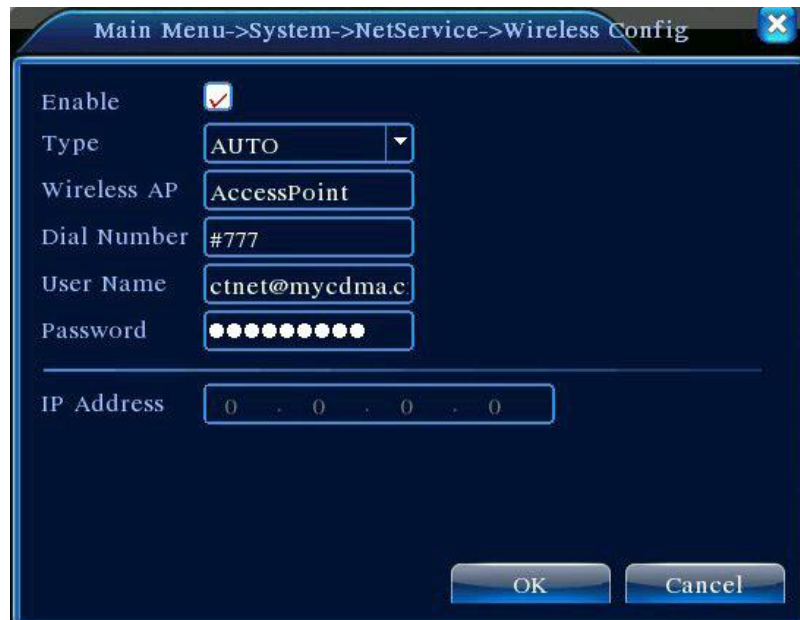 Main Menu->System->NetService->Wireless Config
Enable
Type AUTO
Wireless AP AccessPoint
Dial Number #777
User Name ctnet@mycdma.c
Password ●●●●●●●●●
IP Address 0 . 0 . 0 . 0
OK Cancel